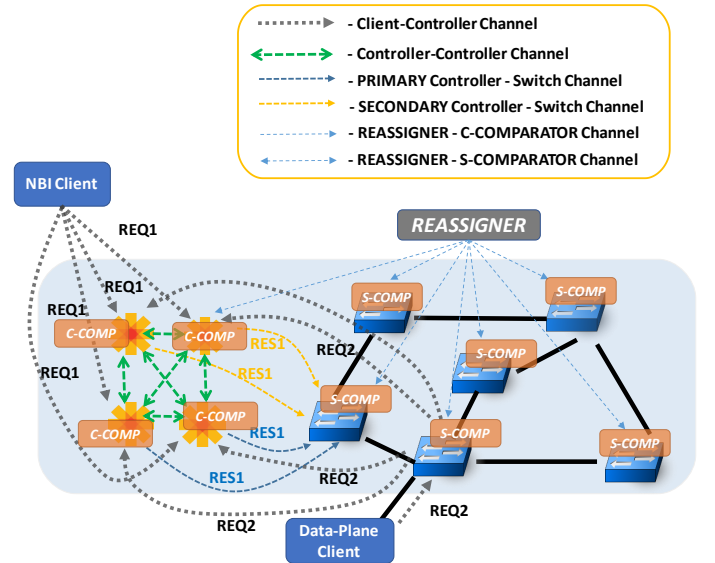 - Client-Controller Channel
- Controller-Controller Channel
- PRIMARY Controller - Switch Channel
- SECONDARY Controller - Switch Channel
- REASSIGNER - C-COMPARATOR Channel
- REASSIGNER - S-COMPARATOR Channel
NBI Client
REQ1
REASSIGNER
REQ1
S-COMP
S-COMP
REQ1
C-COMP
C-COMP
RES1
REQ2
S-COMP
REQ1
RES1
S-COMP
C-COMP
C-COMP
RES1
S-COMP
S-COMP
RES1
REQ2
REQ2
REQ2
Data-Plane
Client